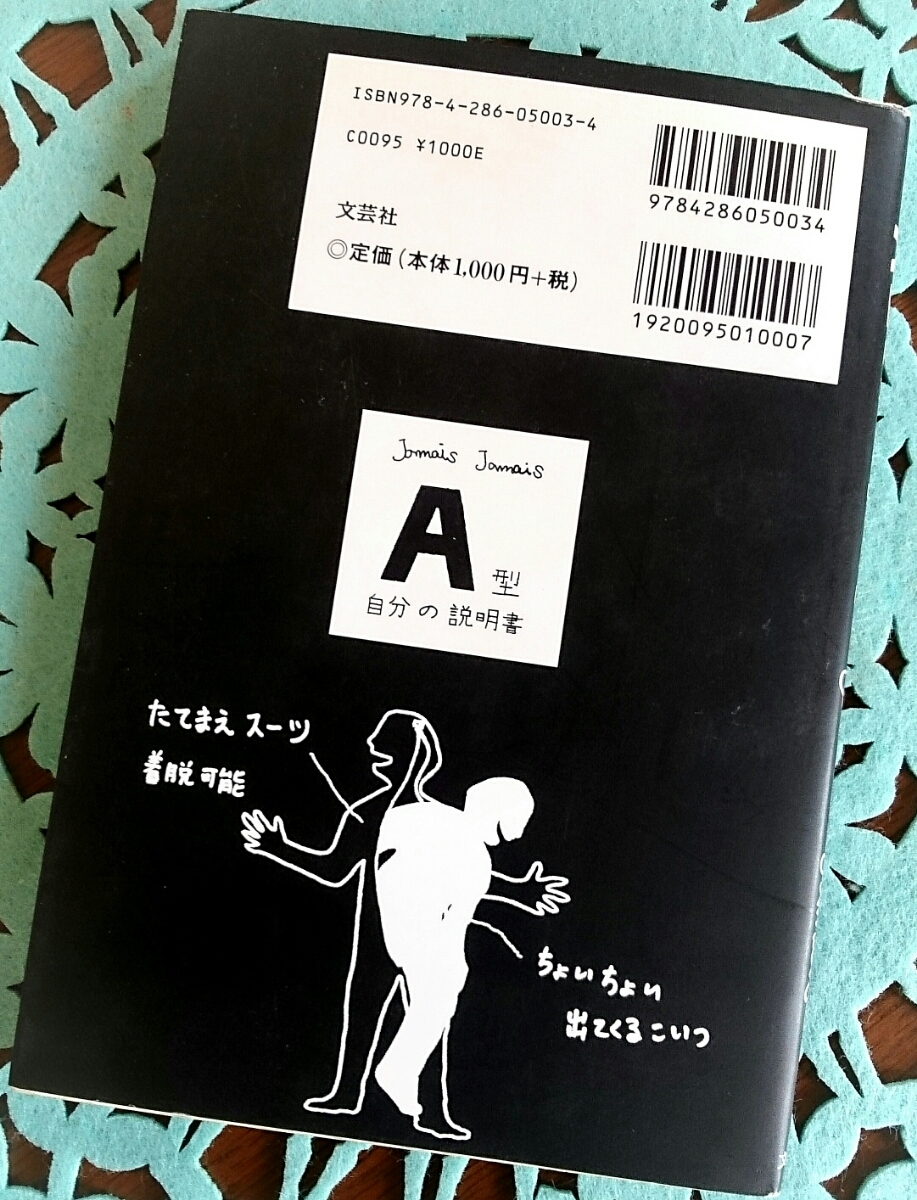 ISBN978-4-286-05003-4
C0095 ¥1000E
9784286050034
文芸社
◎定価(本体1,000円+税)
1920095010007
Jamais Jamais
A型
自分の説明書
たてまえ スーツ
着脱可能
ちょいちょい
出てくるこいつ